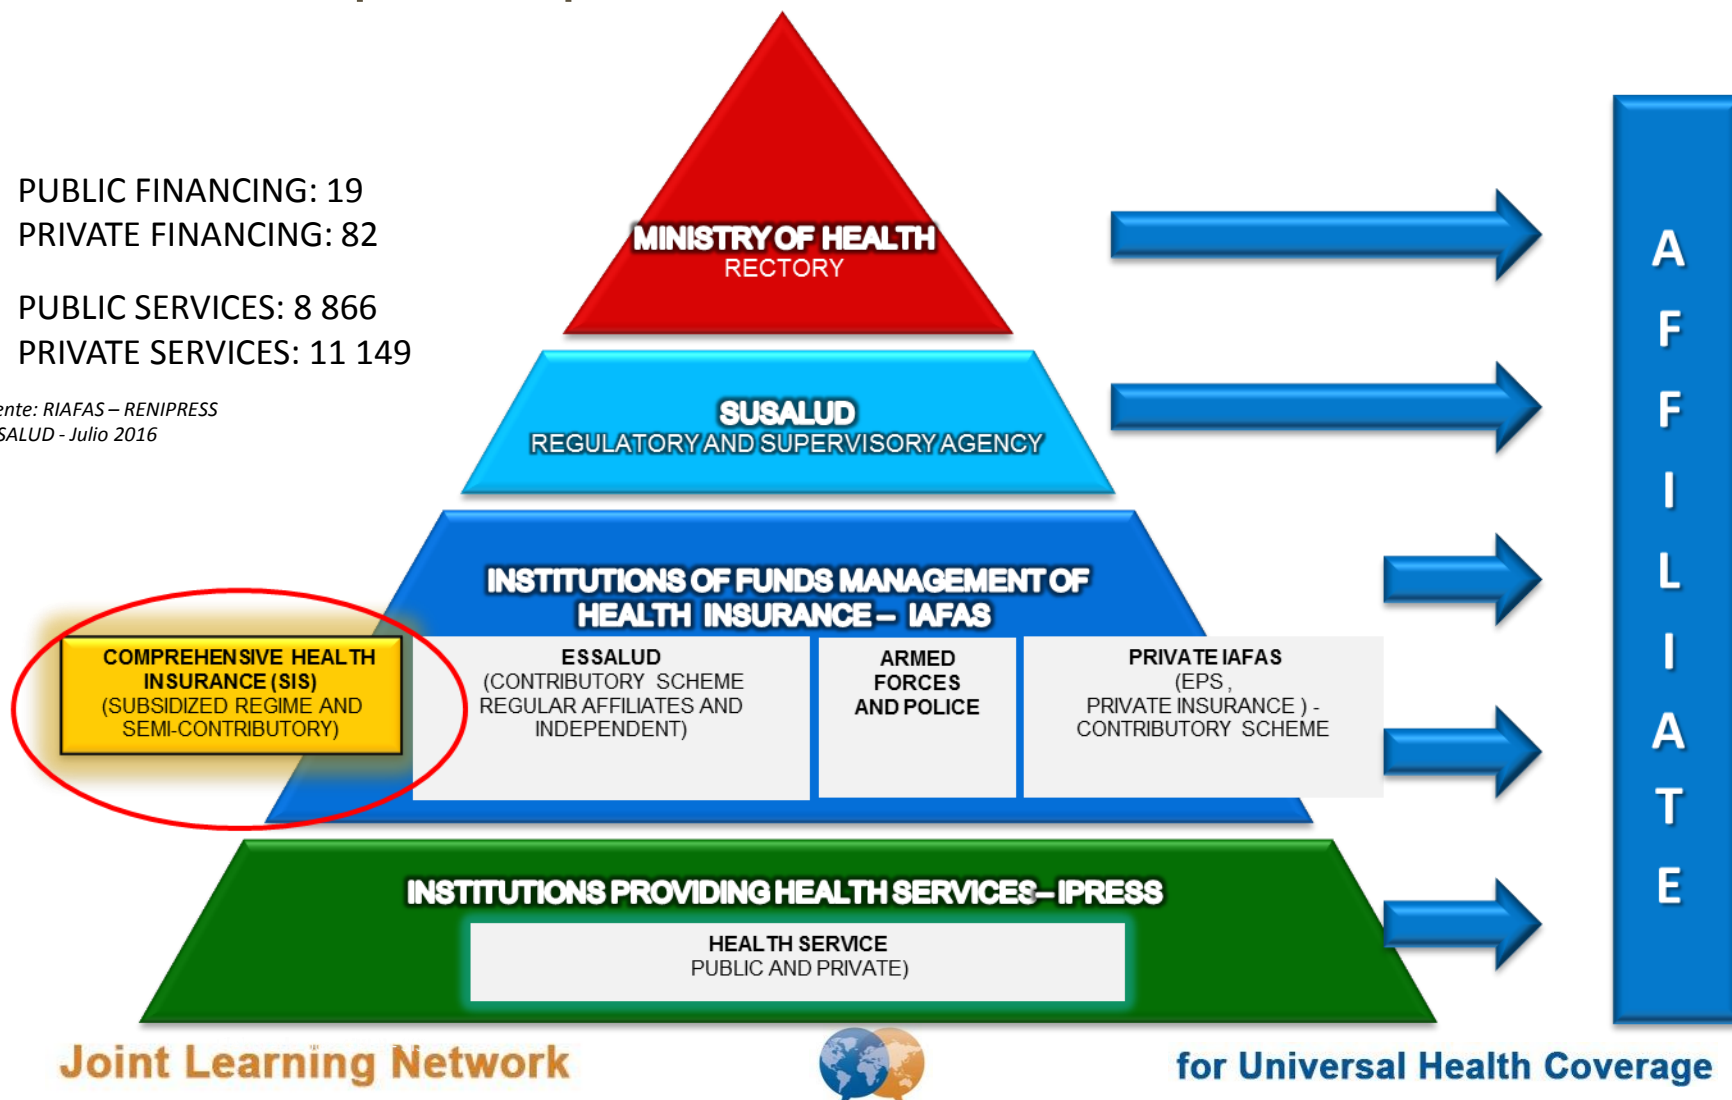 PUBLIC FINANCING: 19
PRIVATE FINANCING: 82
PUBLIC SERVICES: 8 866
PRIVATE SERVICES: 11 149
ente: RIAFAS – RENIPRESS
SALUD - Julio 2016
MINISTRY OF HEALTH
RECTORY
SUSALUD
REGULATORY AND SUPERVISORY AGENCY
INSTITUTIONS OF FUNDS MANAGEMENT OF
HEALTH INSURANCE – IAFAS
COMPREHENSIVE HEALTH
INSURANCE (SIS)
(SUBSIDIZED REGIME AND
SEMI-CONTRIBUTORY)
ESSALUD
(CONTRIBUTORY SCHEME
REGULAR AFFILIATES AND
INDEPENDENT)
ARMED
FORCES
AND POLICE
PRIVATE IAFAS
(EPS,
PRIVATE INSURANCE ) -
CONTRIBUTORY SCHEME
INSTITUTIONS PROVIDING HEALTH SERVICES– IPRESS
HEALTH SERVICE
PUBLIC AND PRIVATE)
A
F
F
I
L
I
A
T
E
Joint Learning Network
for Universal Health Coverage